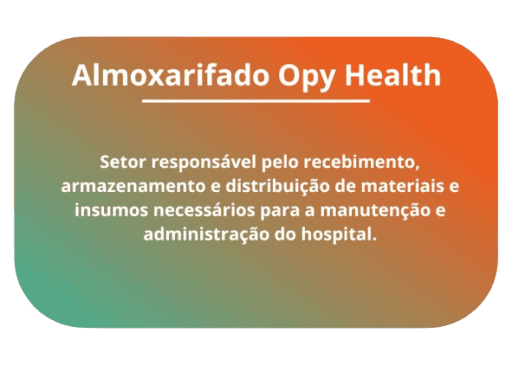 Almoxarifado Opy Health
Setor responsável pelo recebimento,
armazenamento e distribuição de materiais e
insumos necessários para a manutenção e
administração do hospital.